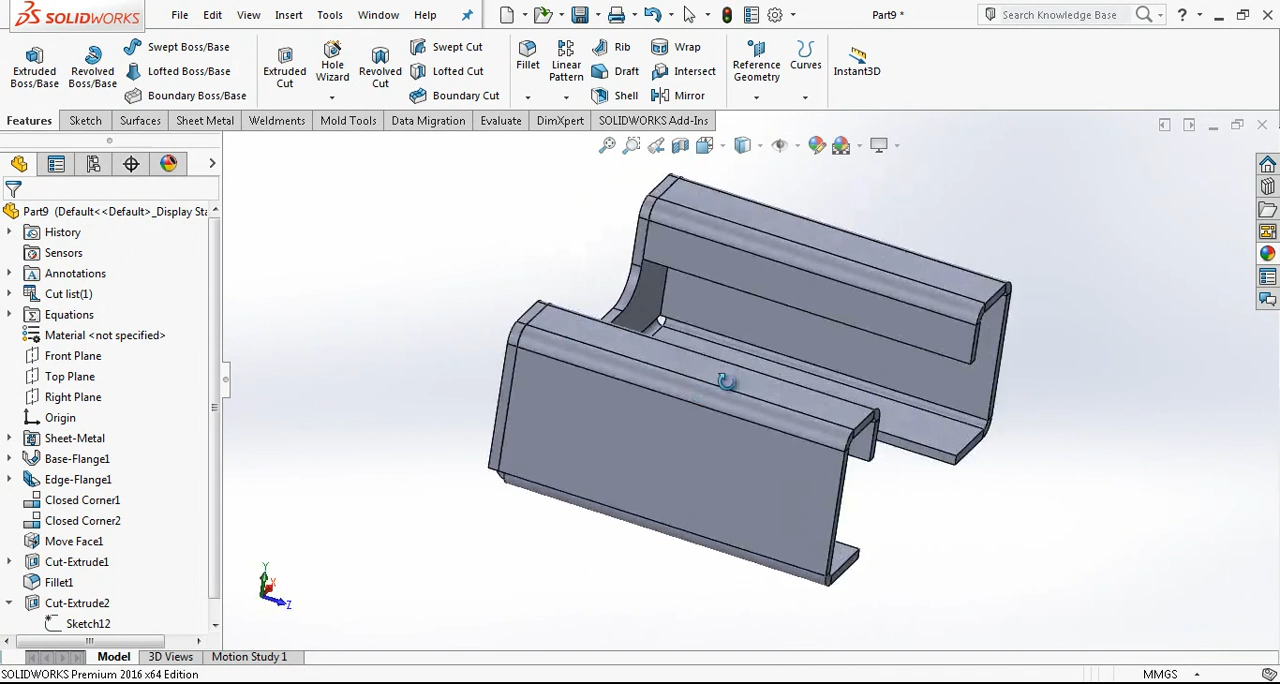 SOLIDWORKS File Edit View Insert Tools Window Help Part9 * Search Knowledge Base ?
Extruded Boss/Base
Revolved Boss/Base
Swept Boss/Base
Lofted Boss/Base
Boundary Boss/Base
Extruded Cut
Hole Wizard
Revolved Cut
Swept Cut
Lofted Cut
Boundary Cut
Fillet
Linear Pattern
Rib
Draft
Shell
Wrap
Intersect
Mirror
Reference Geometry
Curves
Instant3D
Features Sketch Surfaces Sheet Metal Weldments Mold Tools Data Migration Evaluate DimXpert SOLIDWORKS Add-Ins
Part9 (Default<<Default>_Display Sta
History
Sensors
Annotations
Cut list(1)
Equations
Material <not specified>
Front Plane
Top Plane
Right Plane
Origin
Sheet-Metal
Base-Flange1
Edge-Flange1
Closed Corner1
Closed Corner2
Move Face1
Cut-Extrude1
Fillet1
Cut-Extrude2
Sketch12
Y
X
Z
Model 3D Views Motion Study 1
SOLIDWORKS Premium 2016 x64 Edition MMGS